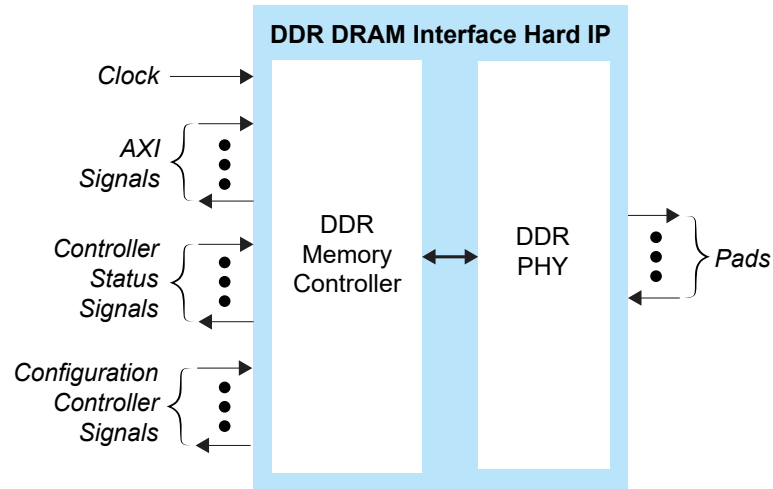 DDR DRAM Interface Hard IP
Clock
AXI
Signals
Controller
Status
Signals
Configuration
Controller
Signals
DDR
Memory
Controller
DDR
PHY
Pads